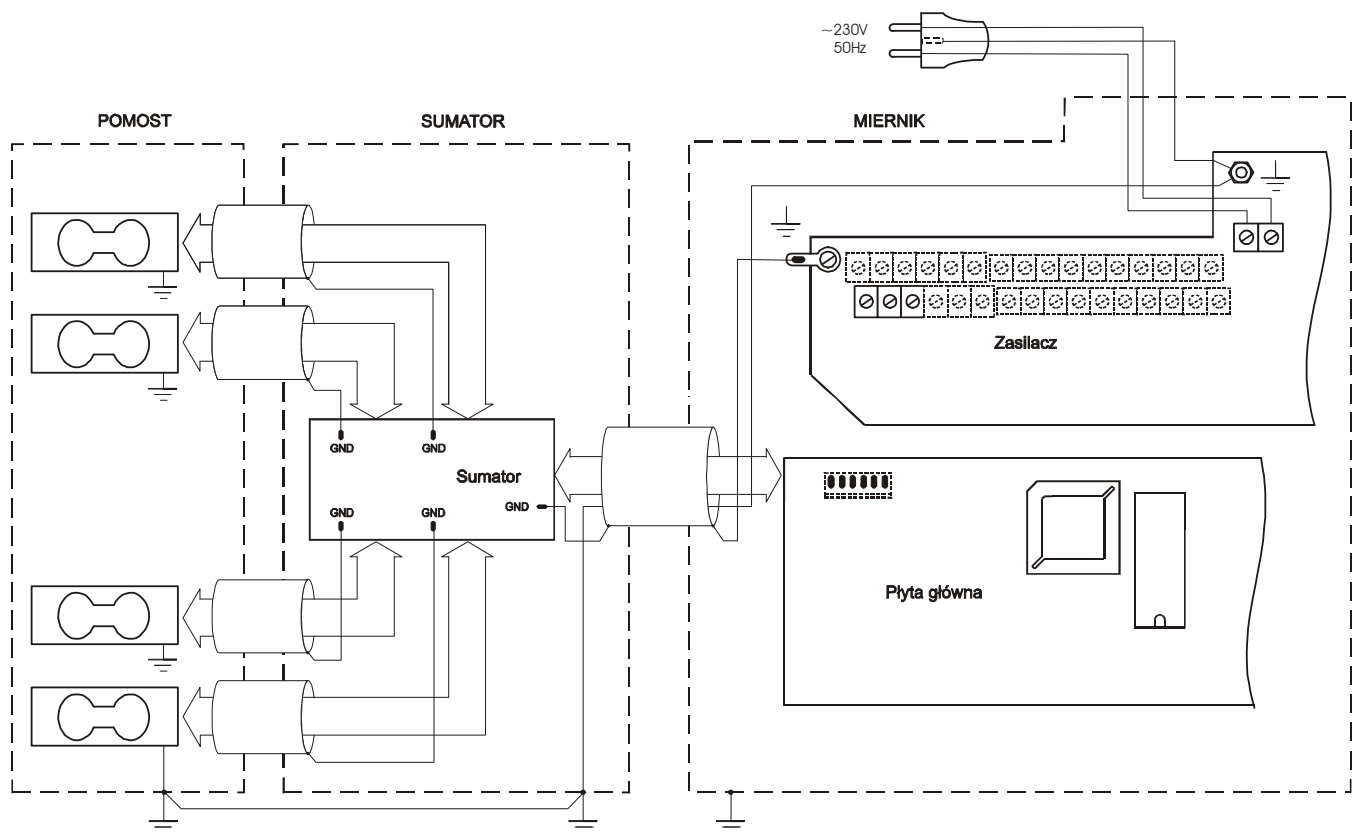 ~230V
50Hz
POMOST
SUMATOR
MIERNIK
Zasilacz
GND
GND
Sumator
GND
GND
GND
Płyta główna